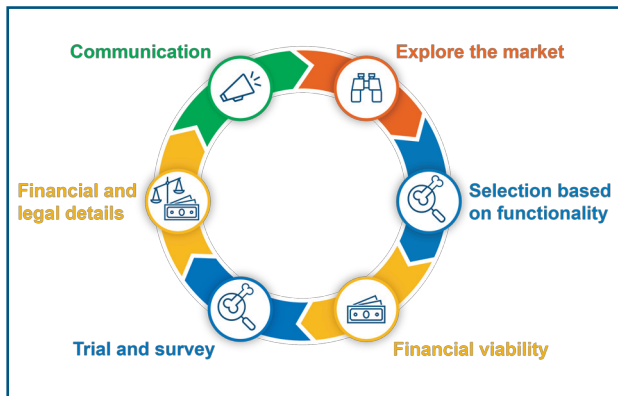 Communication
Explore the market
Financial and
legal details
Selection based
on functionality
Trial and survey
Financial viability